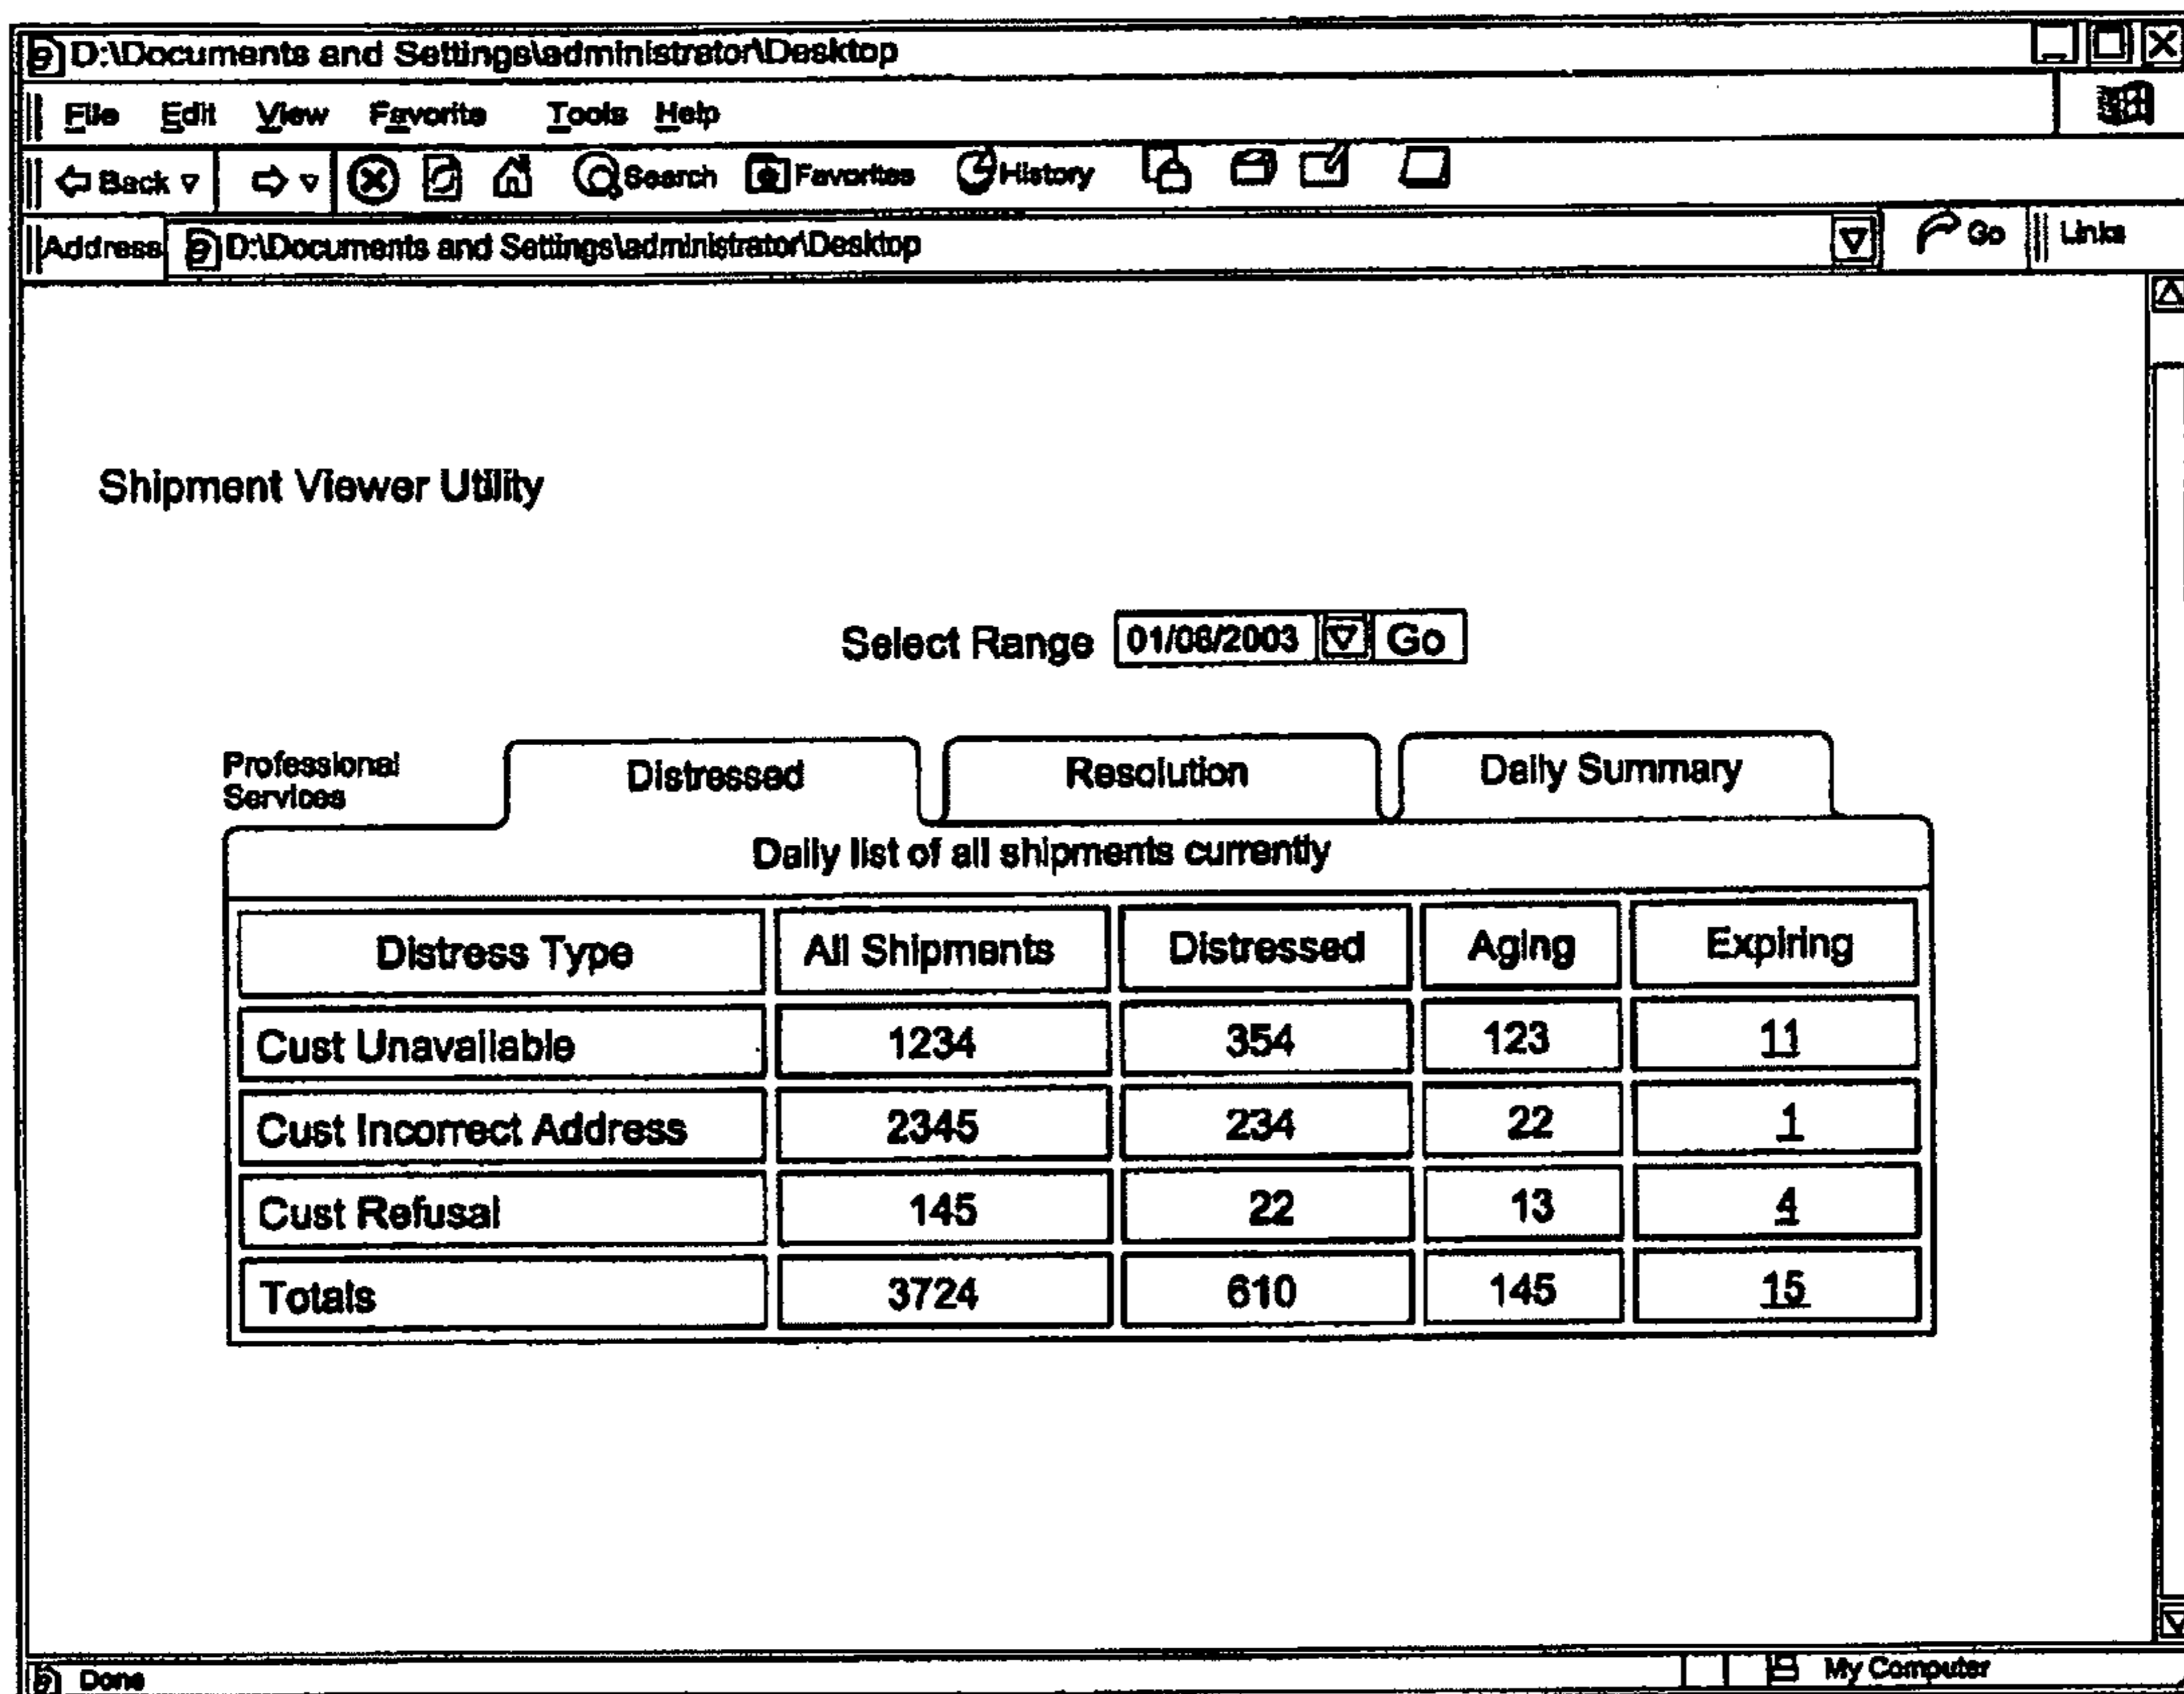 D:\Documents and Settings\administrator\Desktop
File Edit View Favorite Tools Help
Back Search Favorites History
Address D:\Documents and Settings\administrator\Desktop Go Links
Shipment Viewer Utility
Select Range 01/06/2003 Go
Professional
Services
Distressed Resolution Daily Summary
Daily list of all shipments currently
Distress Type All Shipments Distressed Aging Expiring
Cust Unavailable 1234 354 123 11
Cust Incorrect Address 2345 234 22 1
Cust Refusal 145 22 13 4
Totals 3724 610 145 15
Done My Computer